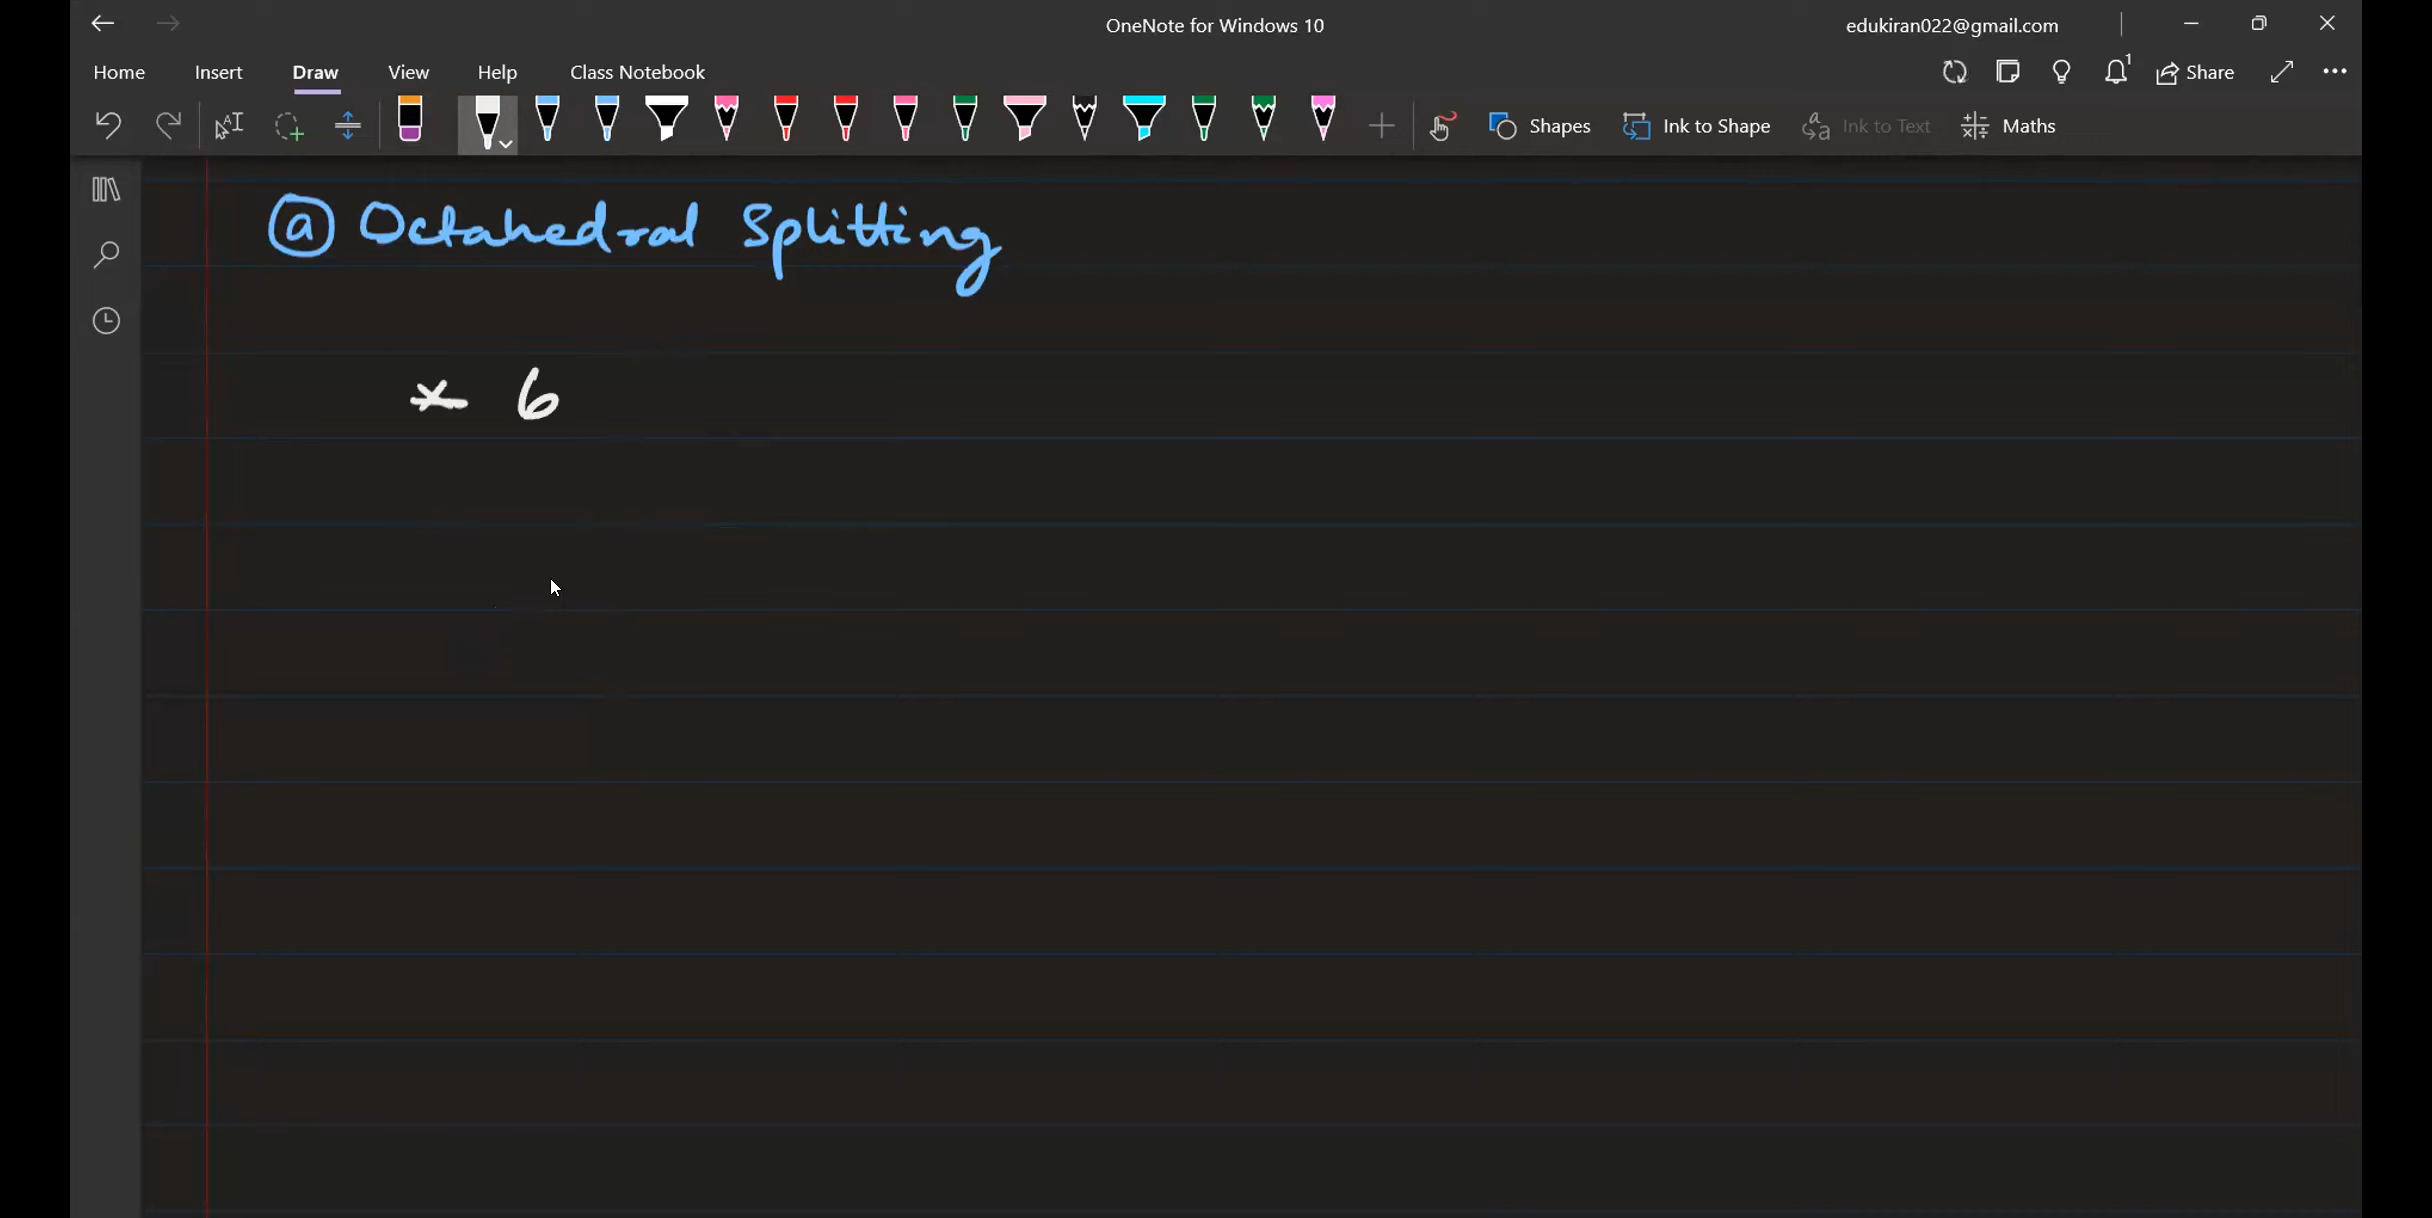 OneNote for Windows 10
edukiran022@gmail.com
Home Insert Draw View Help Class Notebook
Share
Shapes Ink to Shape Ink to Text Maths
ⓐ Octahedral Splitting
* 6